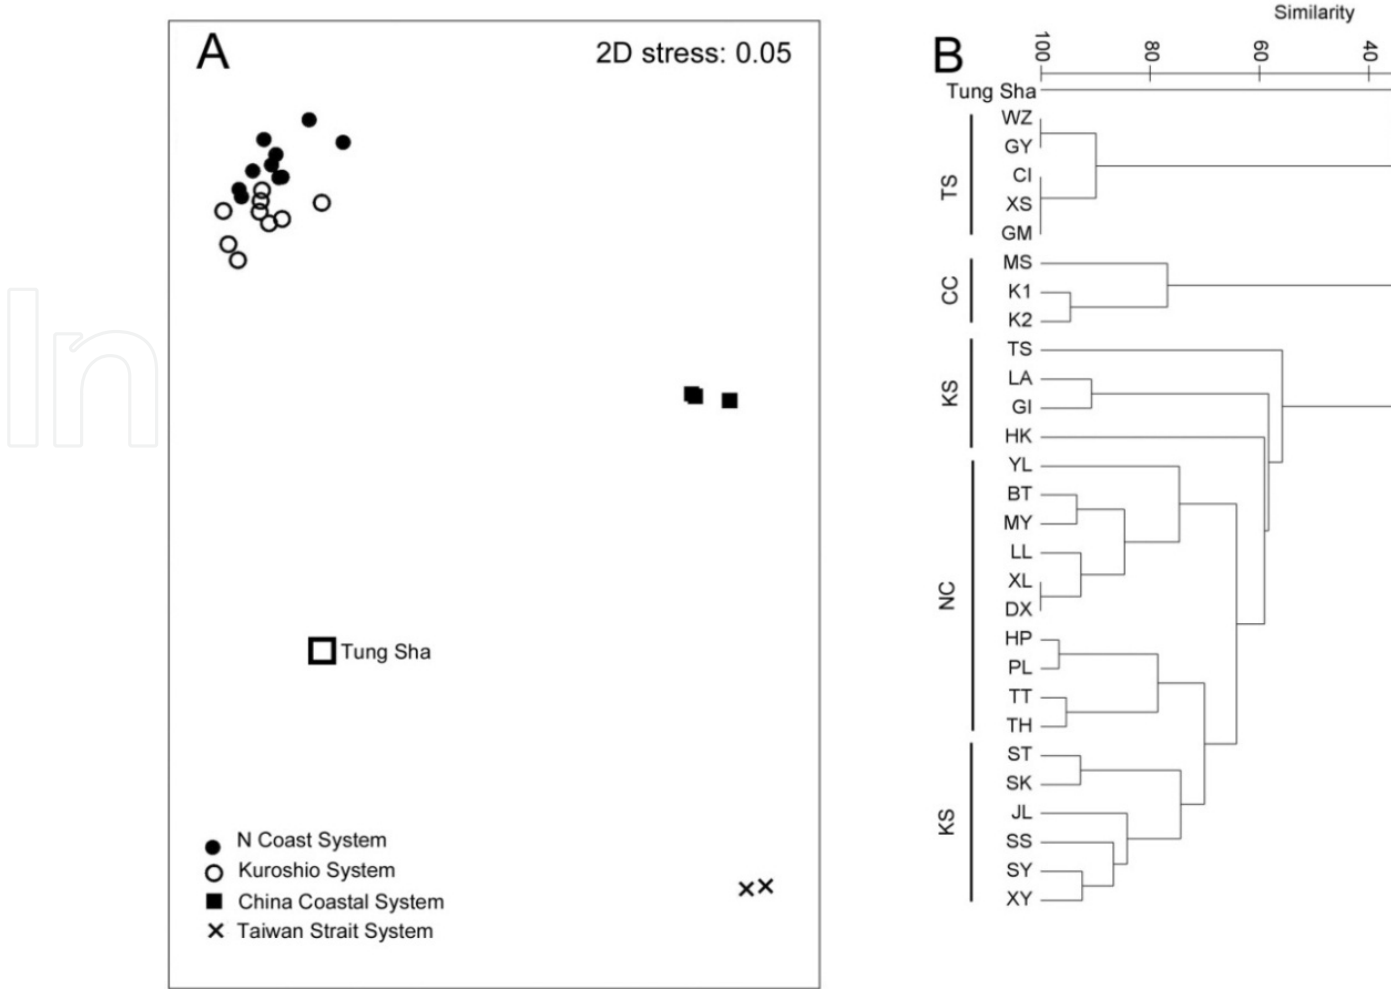 In
A
2D stress: 0.05
Tung Sha
N Coast System
Kuroshio System
China Coastal System
Taiwan Strait System
B
Similarity
100
80
60
40
Tung Sha
TS
WZ
GY
CI
XS
GM
CC
MS
K1
K2
KS
TS
LA
GI
HK
NC
YL
BT
MY
LL
XL
DX
HP
PL
TT
TH
KS
ST
SK
JL
SS
SY
XY